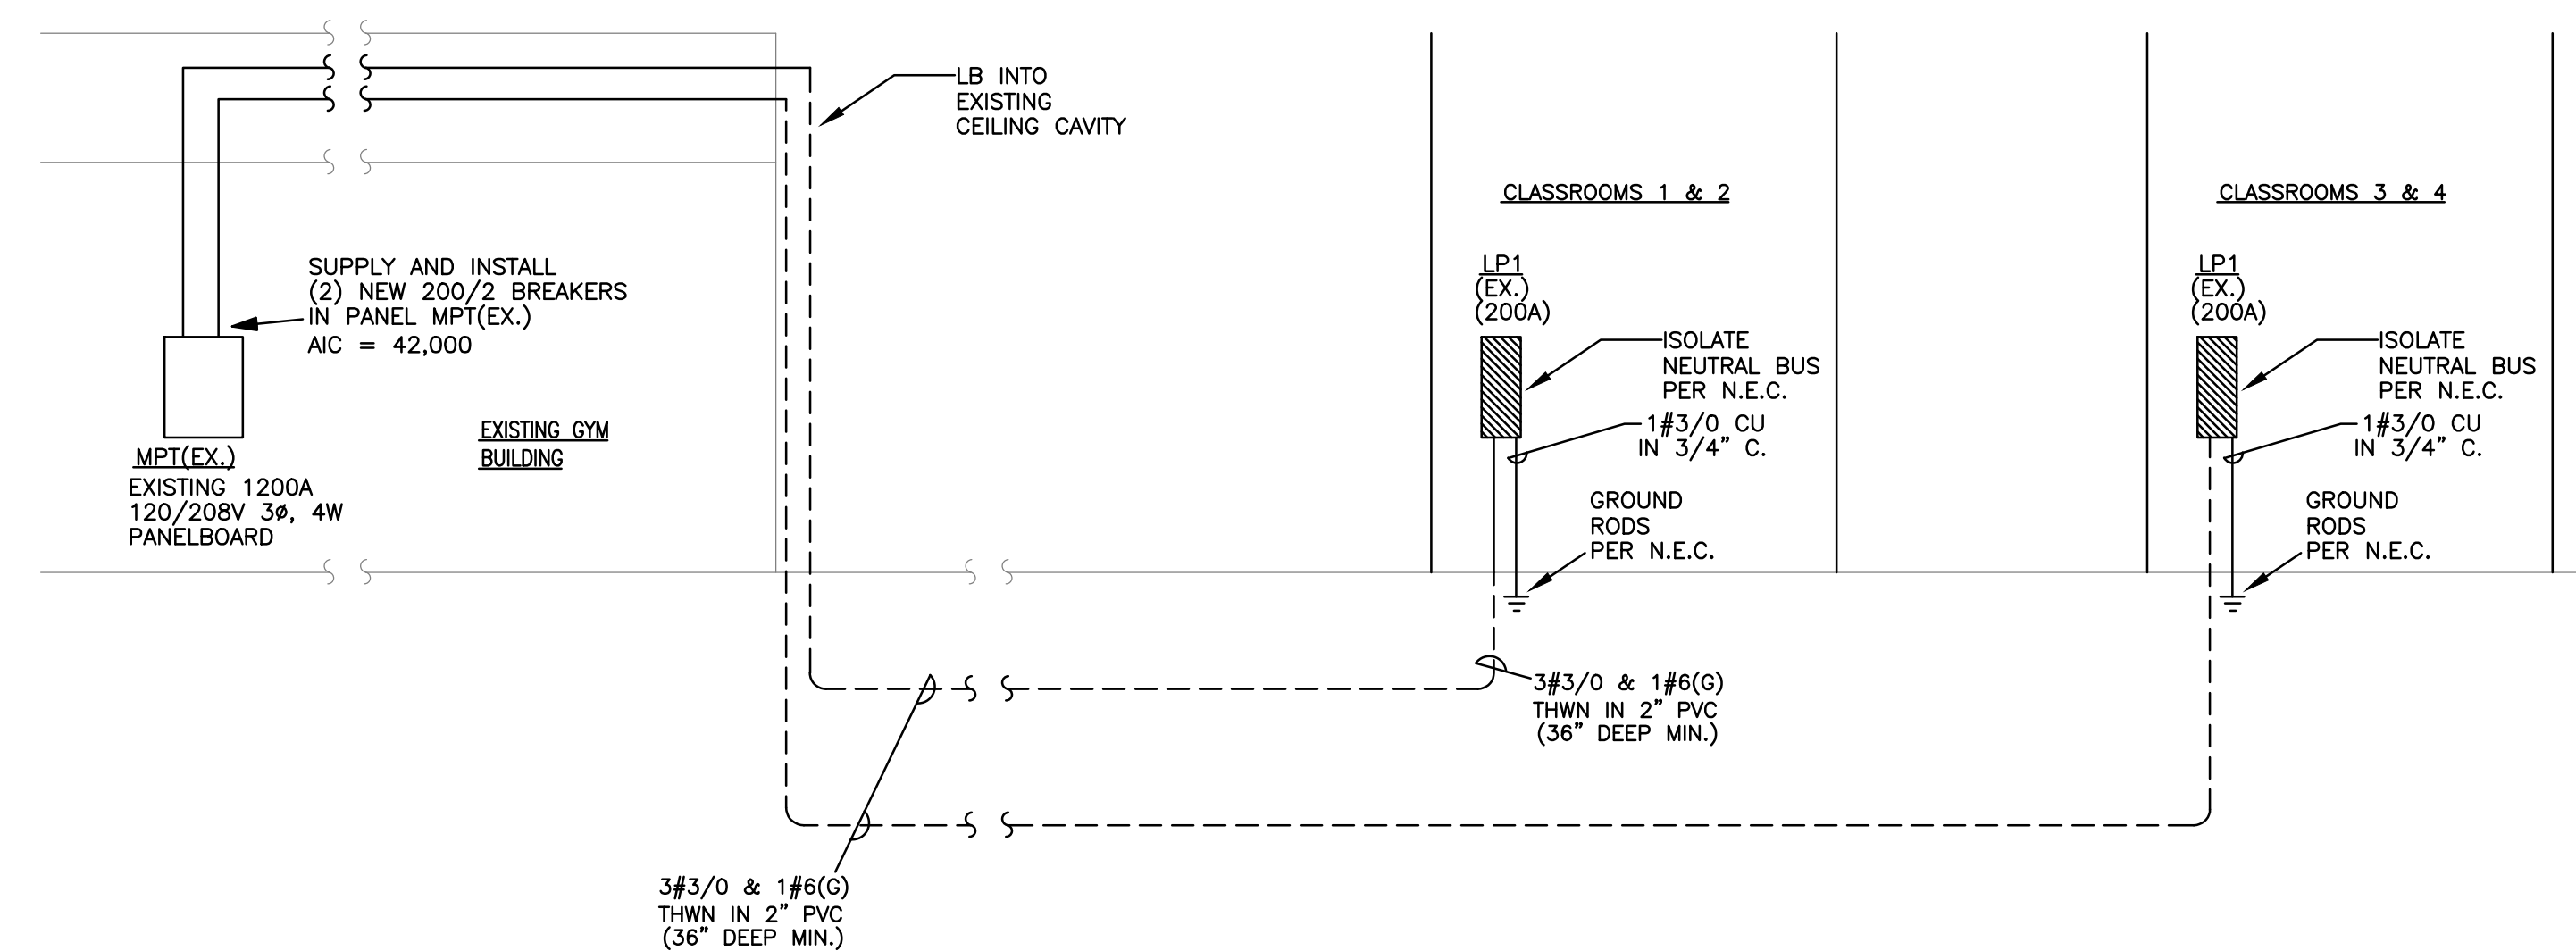 LB INTO
EXISTING
CEILING CAVITY
SUPPLY AND INSTALL
(2) NEW 200/2 BREAKERS
IN PANEL MPT(EX.)
AIC = 42,000
MPT(EX.)
EXISTING 1200A
120/208V 3ø, 4W
PANELBOARD
EXISTING GYM
BUILDING
CLASSROOMS 1 & 2
LP1
(EX.)
(200A)
ISOLATE
NEUTRAL BUS
PER N.E.C.
1#3/0 CU
IN 3/4" C.
GROUND
RODS
PER N.E.C.
CLASSROOMS 3 & 4
LP1
(EX.)
(200A)
ISOLATE
NEUTRAL BUS
PER N.E.C.
1#3/0 CU
IN 3/4" C.
GROUND
RODS
PER N.E.C.
3#3/0 & 1#6(G)
THWN IN 2" PVC
(36" DEEP MIN.)
3#3/0 & 1#6(G)
THWN IN 2" PVC
(36" DEEP MIN.)